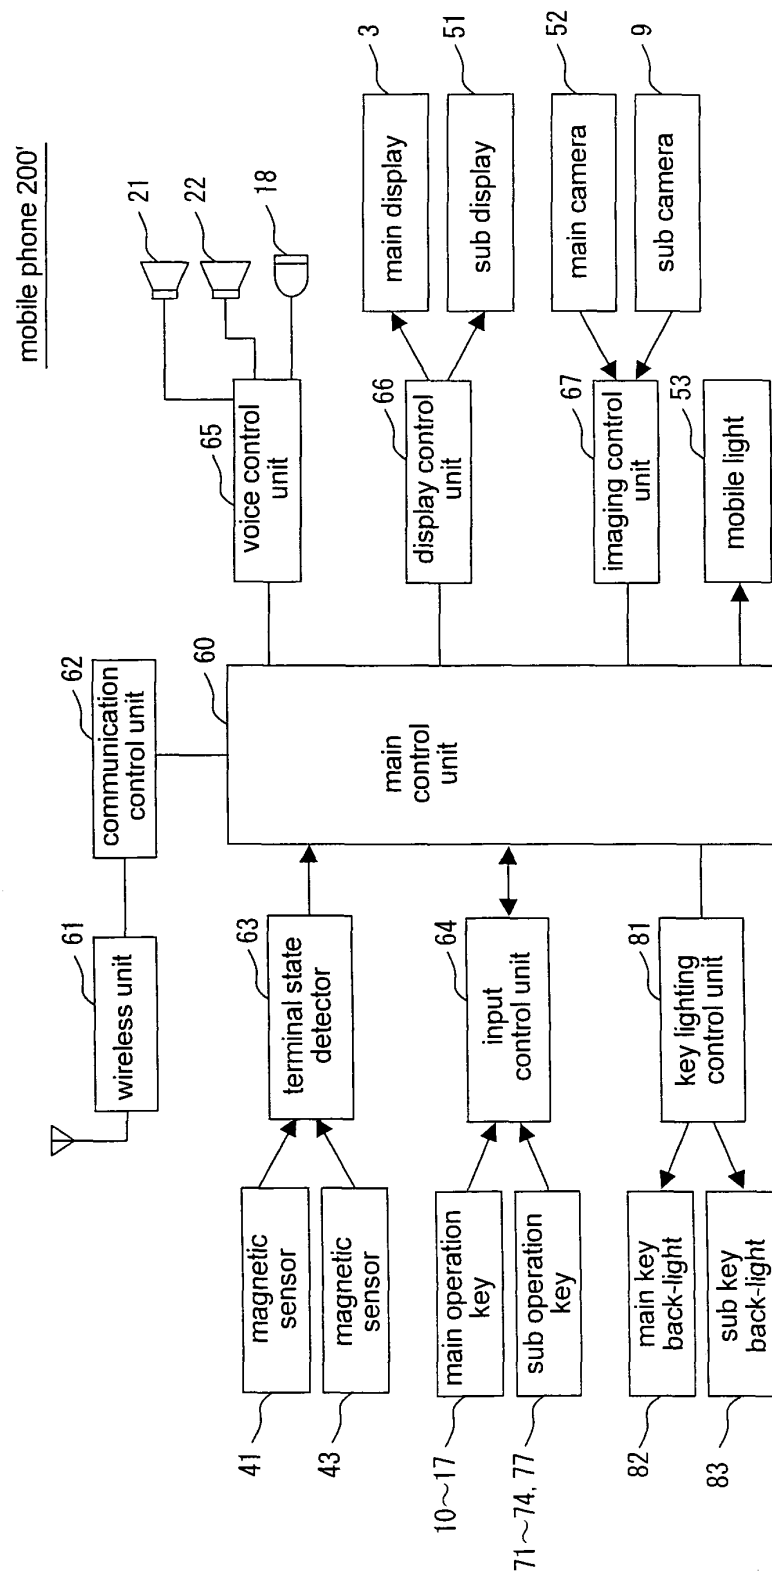 mobile phone 200'
21
22
18
65
voice control
unit
3
main display
51
sub display
66
display control
unit
52
main camera
9
sub camera
67
imaging control
unit
53
mobile light
62
communication
control unit
61
wireless unit
60
main
control
unit
63
terminal state
detector
41
magnetic
sensor
43
magnetic
sensor
64
input
control unit
10～17
main operation
key
71～74, 77
sub operation
key
81
key lighting
control unit
82
main key
back-light
83
sub key
back-light